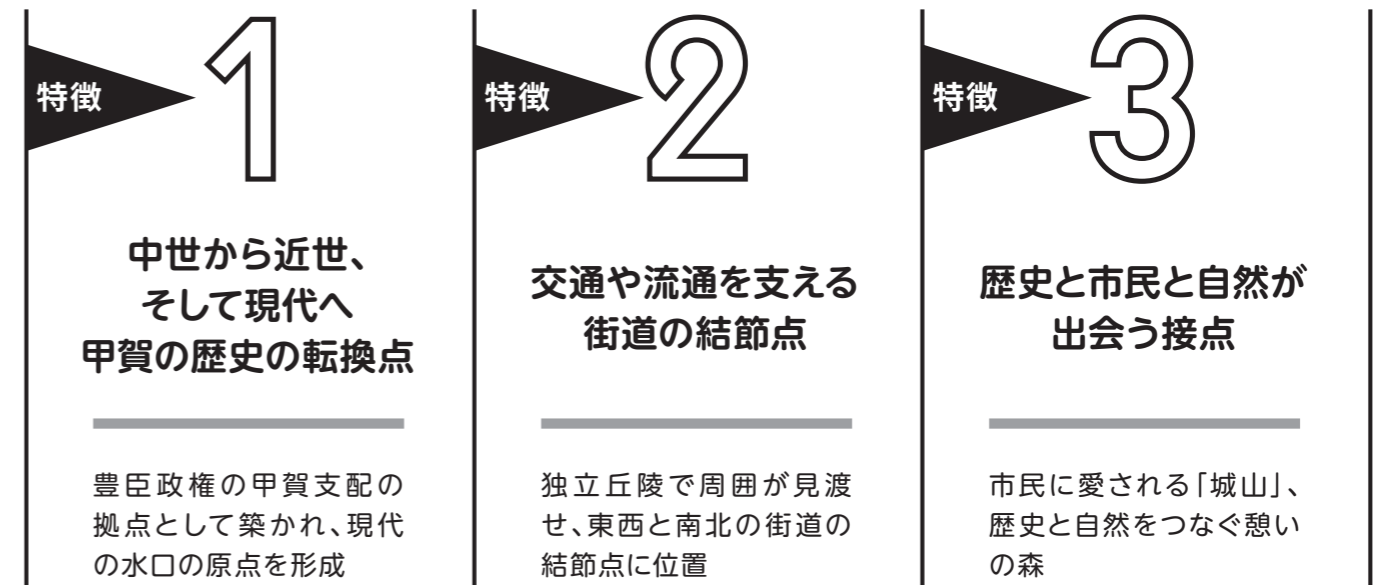 特徴
1
中世から近世、
そして現代へ
甲賀の歴史の転換点
豊臣政権の甲賀支配の
拠点として築かれ、現代
の水口の原点を形成
特徴
2
交通や流通を支える
街道の結節点
独立丘陵で周囲が見渡
せ、東西と南北の街道の
結節点に位置
特徴
3
歴史と市民と自然が
出会う接点
市民に愛される「城山」、
歴史と自然をつなぐ憩い
の森